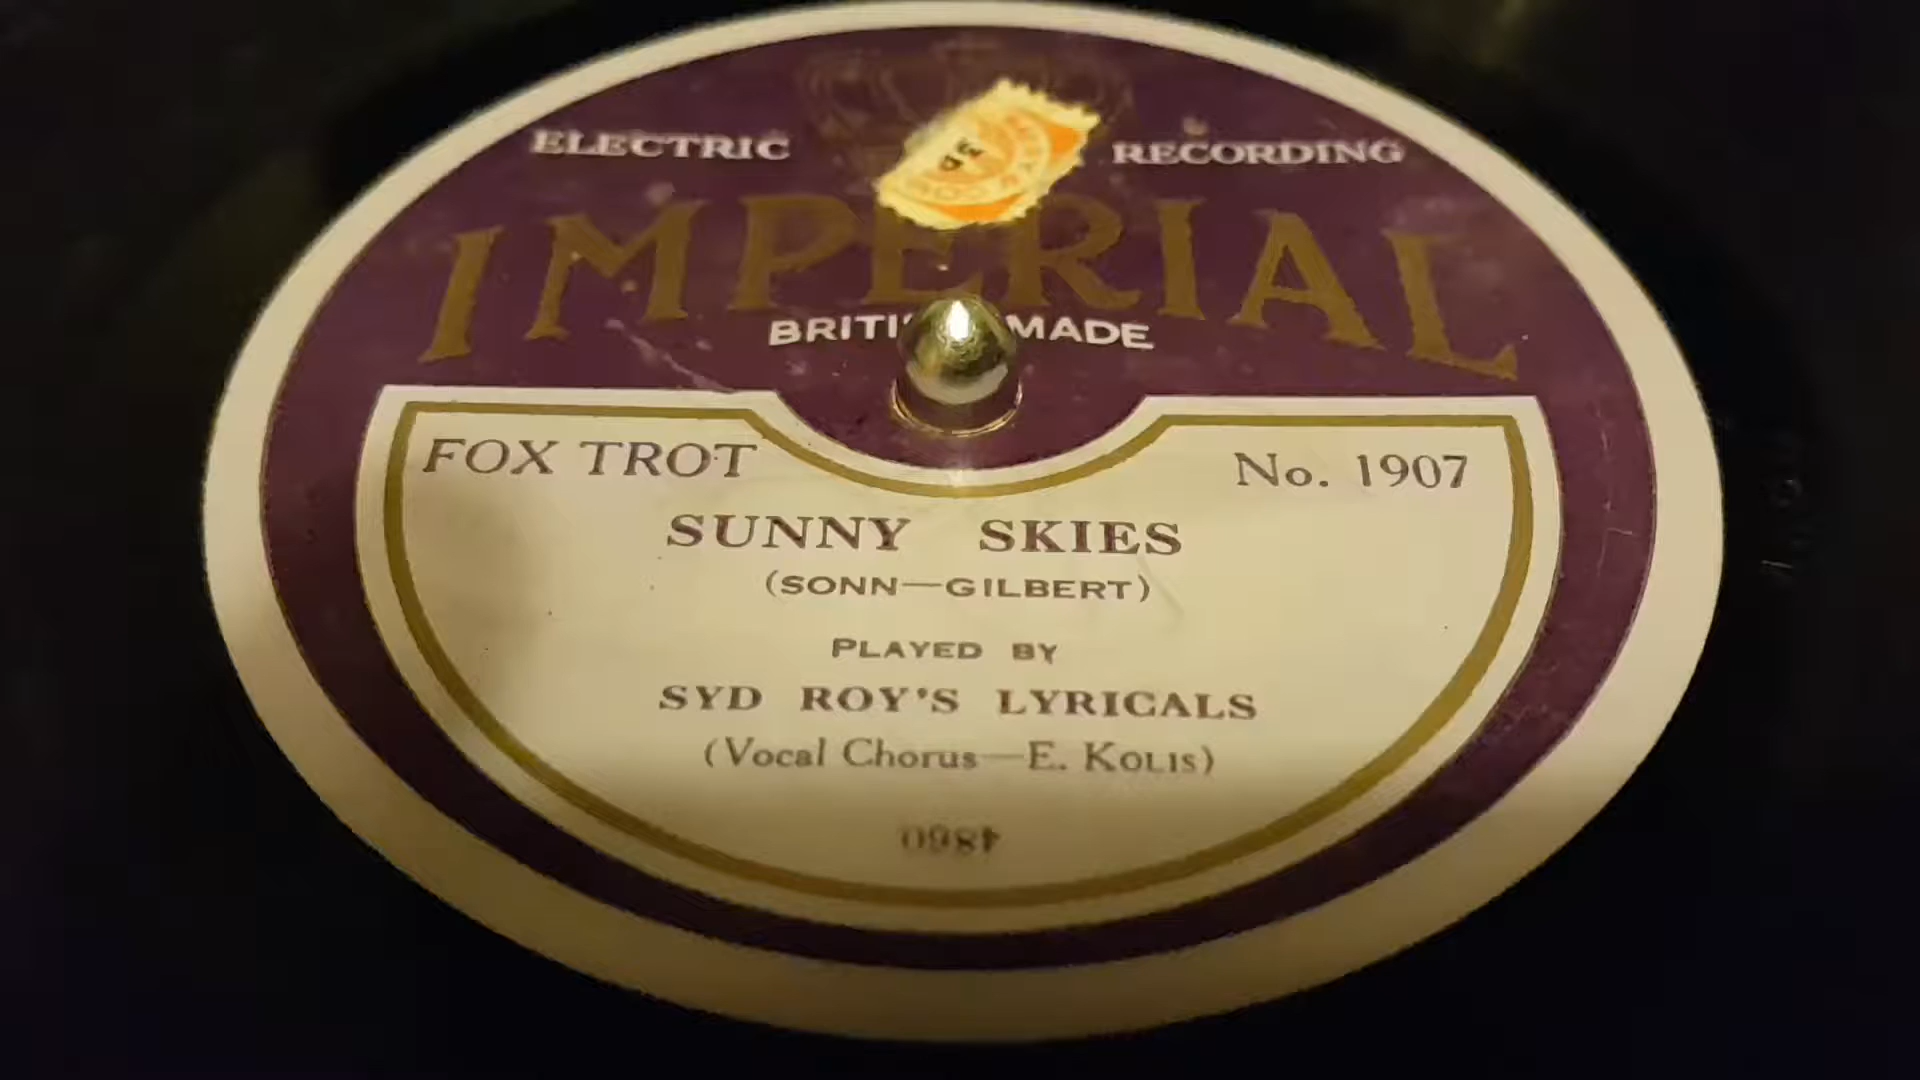 ELECTRIC RECORDING
3D
IMPERIAL
MADE
FOX TROT No. 1907
SUNNY SKIES
(SONN—GILBERT)
PLAYED BY
SYD ROY'S LYRICALS
(Vocal Chorus—E. KOLIS)
4860